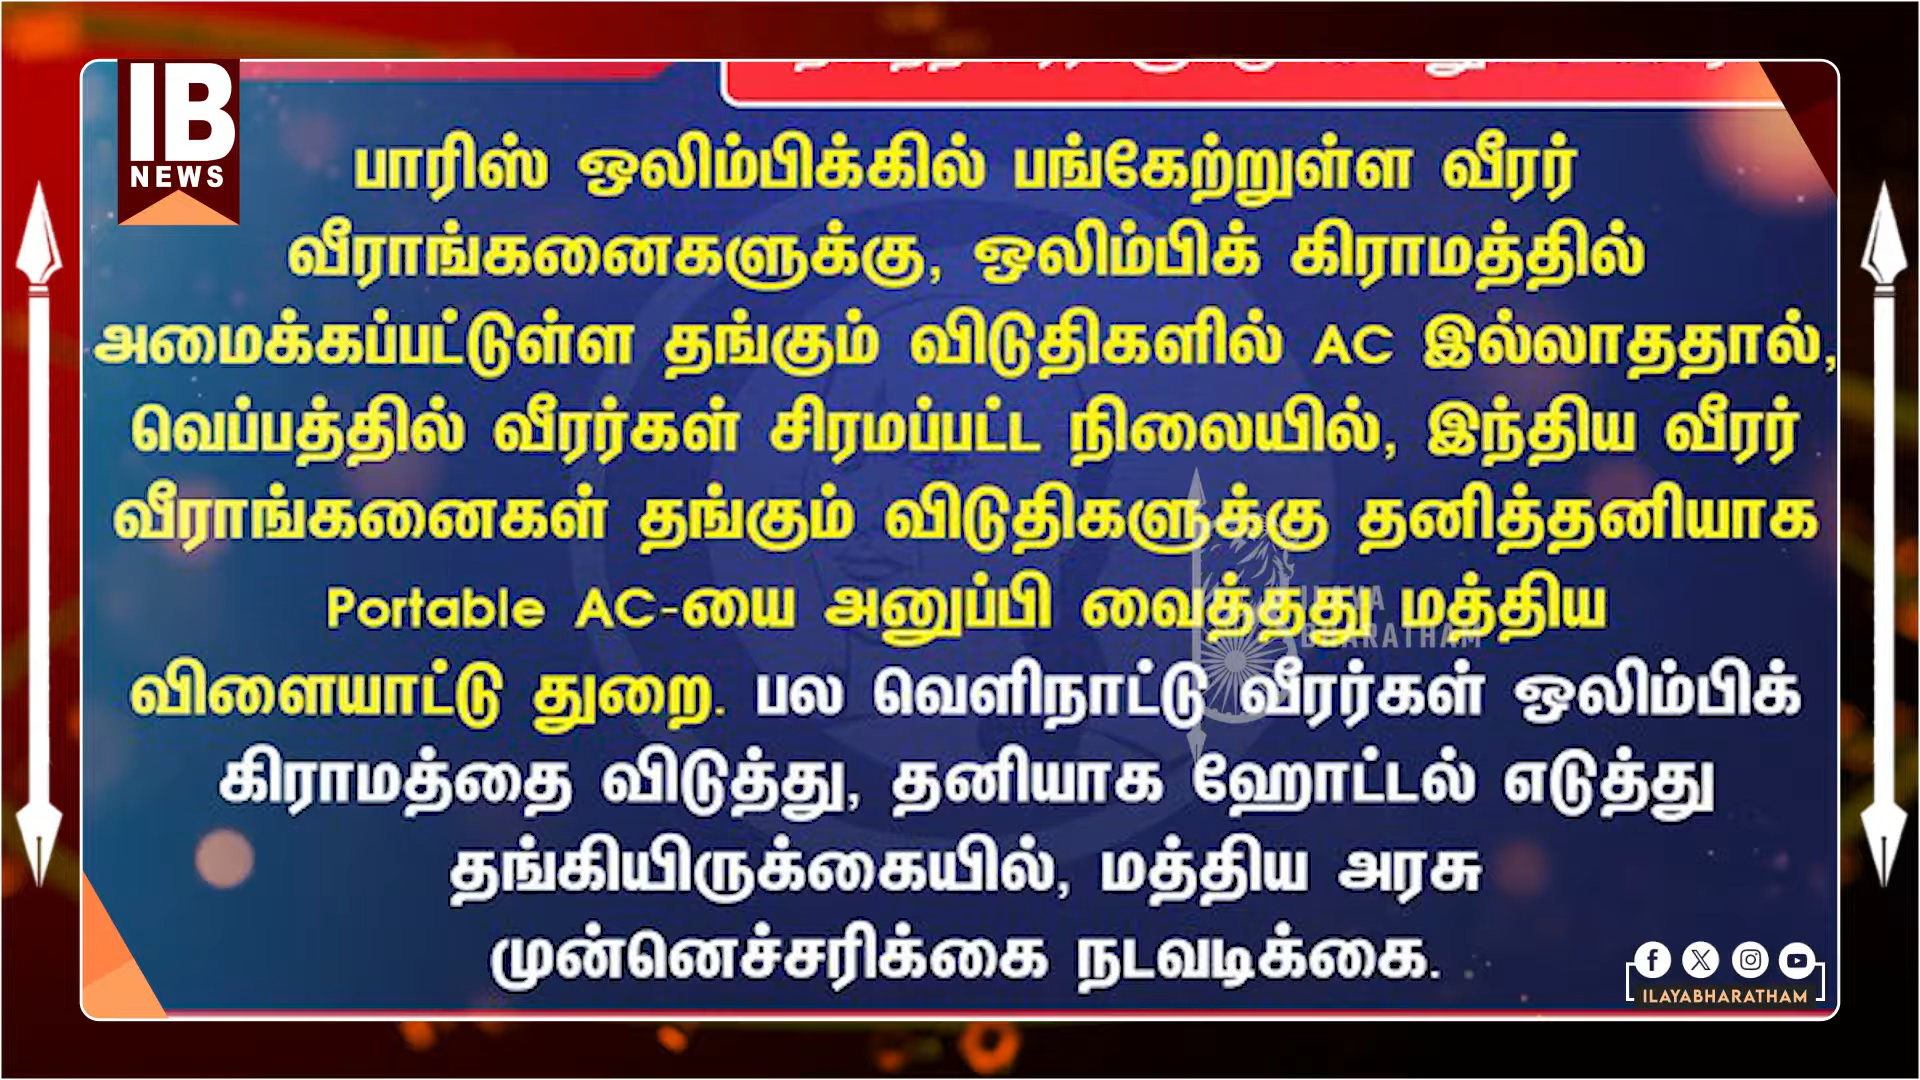 IB
NEWS
பாரிஸ் ஒலிம்பிக்கில் பங்கேற்றுள்ள வீரர்
வீராங்கனைகளுக்கு, ஒலிம்பிக் கிராமத்தில்
அமைக்கப்பட்டுள்ள தங்கும் விடுதிகளில் AC இல்லாததால்,
வெப்பத்தில் வீரர்கள் சிரமப்பட்ட நிலையில், இந்திய வீரர்
வீராங்கனைகள் தங்கும் விடுதிகளுக்கு தனித்தனியாக
Portable AC-யை அனுப்பி வைத்தது மத்திய
விளையாட்டு துறை. பல வெளிநாட்டு வீரர்கள் ஒலிம்பிக்
கிராமத்தை விடுத்து, தனியாக ஹோட்டல் எடுத்து
தங்கியிருக்கையில், மத்திய அரசு
முன்னெச்சரிக்கை நடவடிக்கை.
ILAYA
BHARATHAM
ILAYABHARATHAM